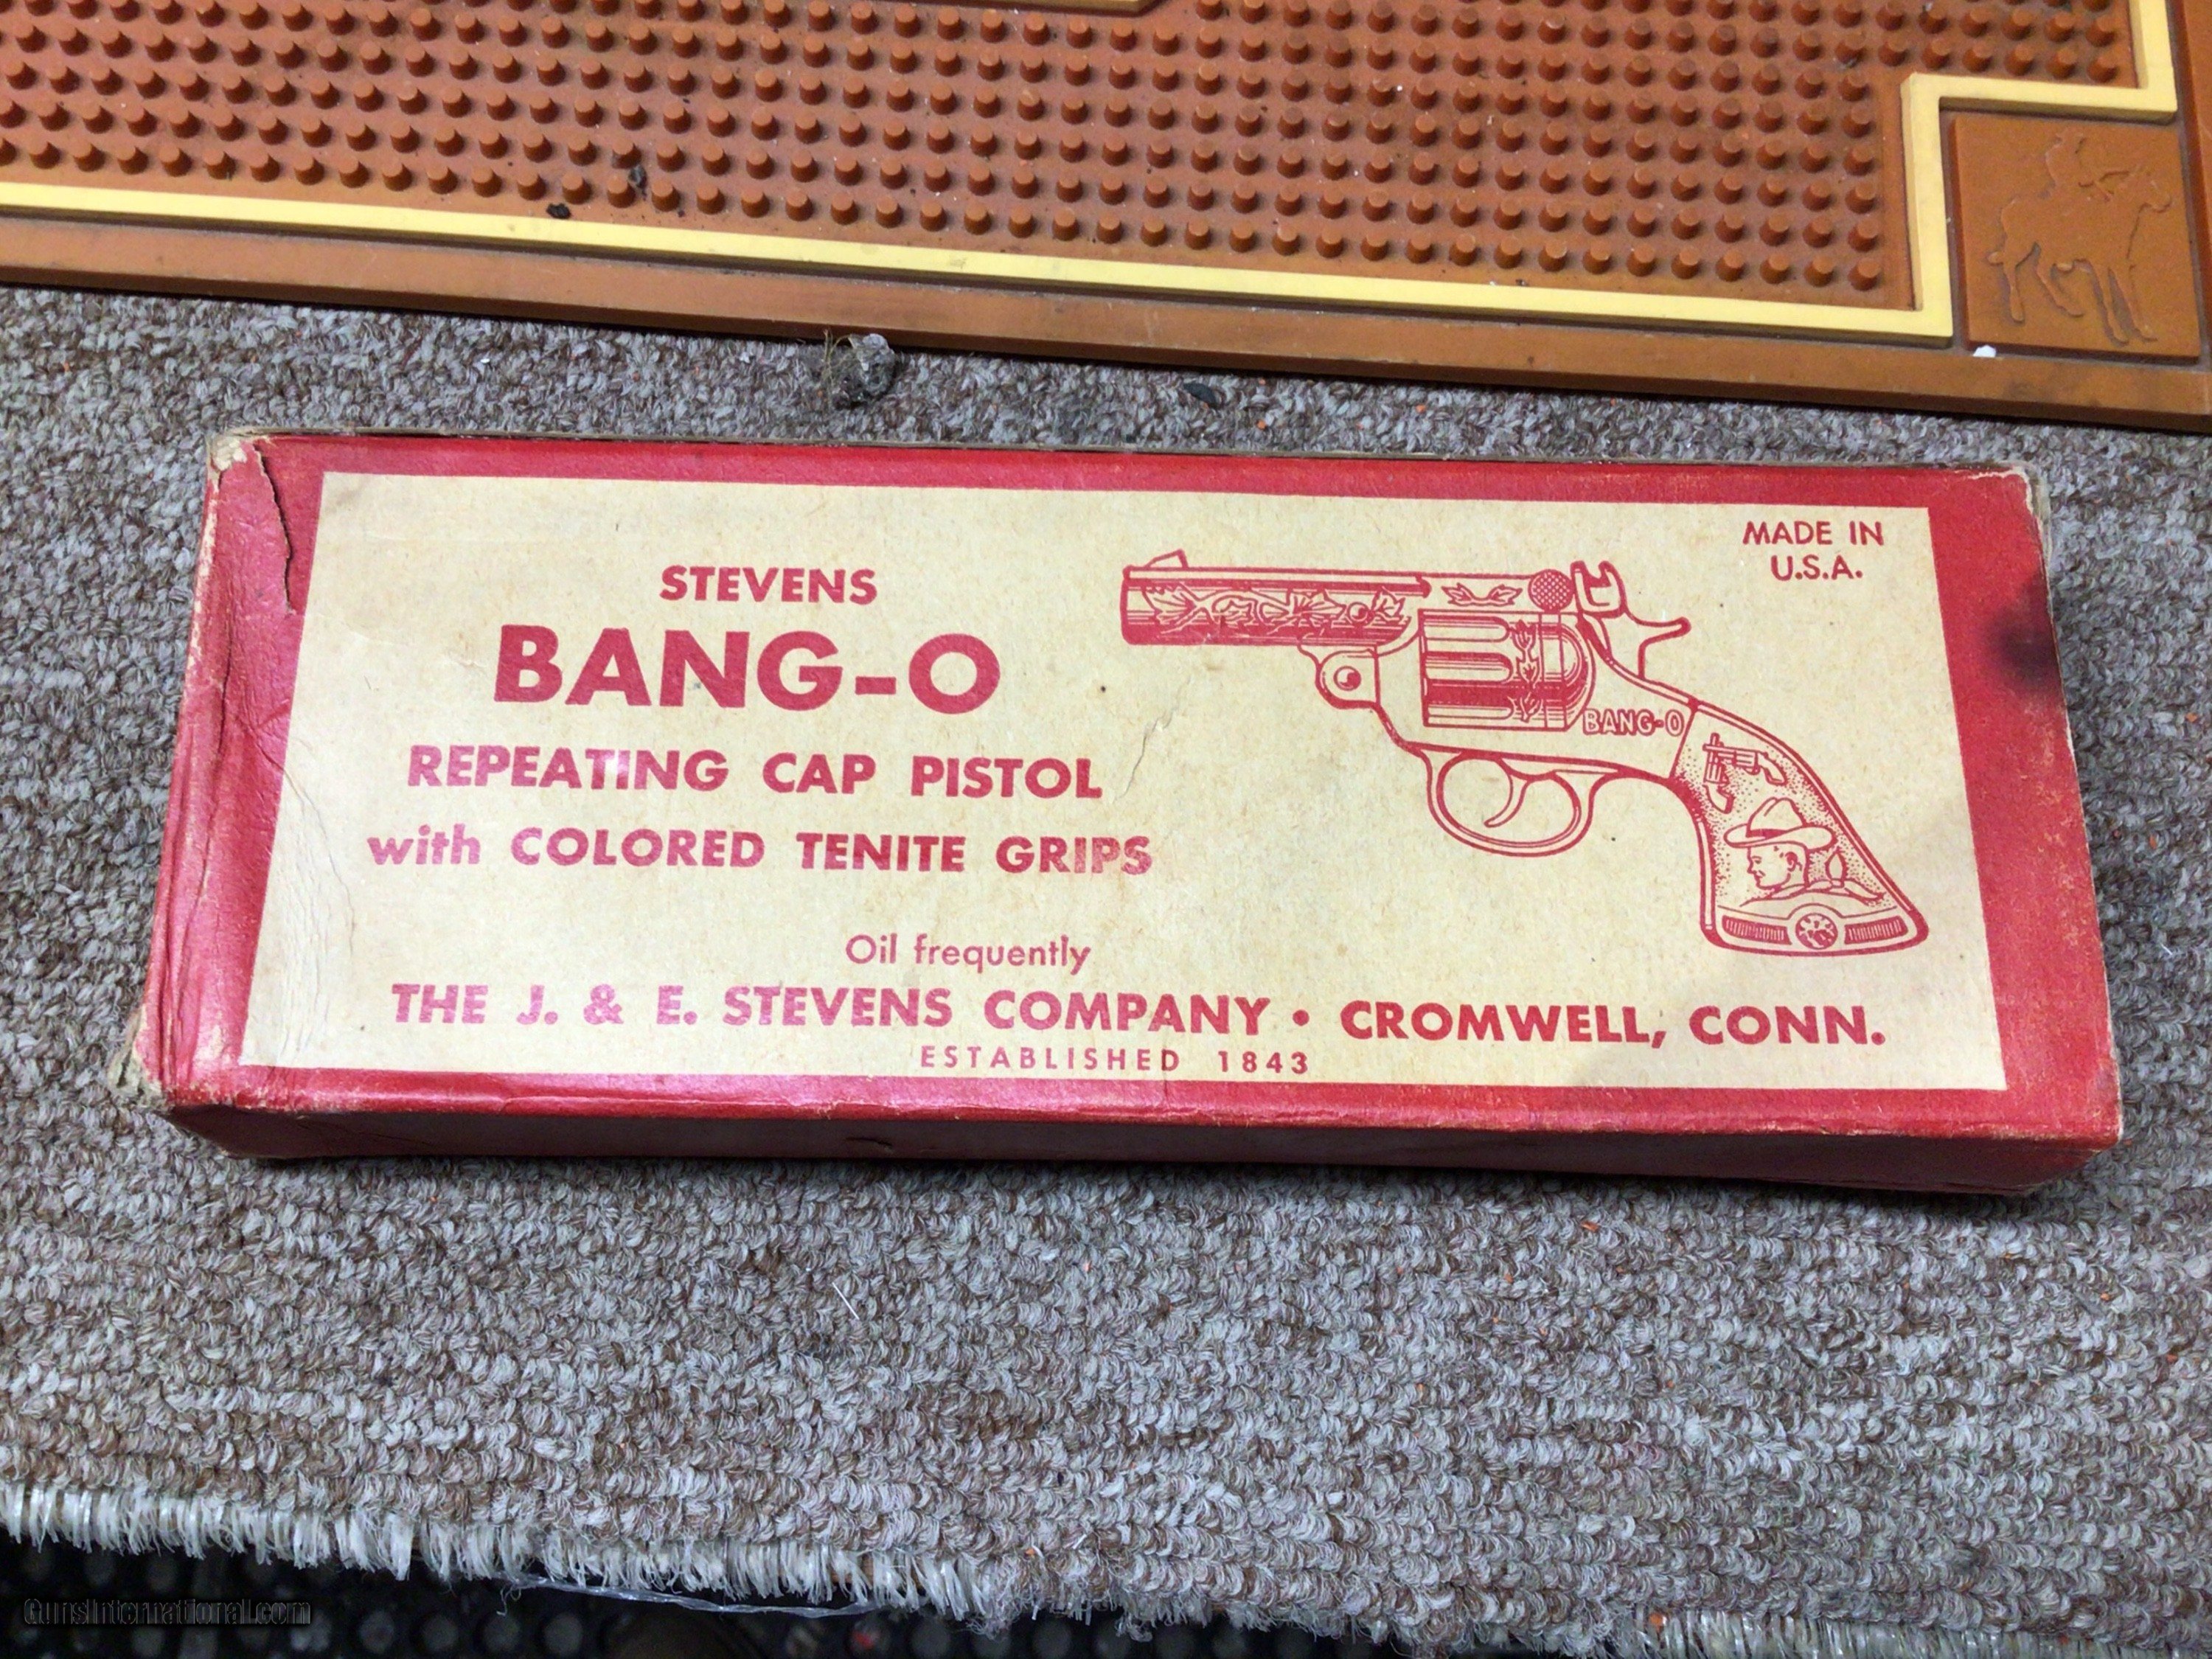 MADE IN
U.S.A.
STEVENS
BANG-O
REPEATING CAP PISTOL
with COLORED TENITE GRIPS
BANG-O
Oil frequently
THE J. & E. STEVENS COMPANY • CROMWELL, CONN.
ESTABLISHED 1843
GunsInternational.com